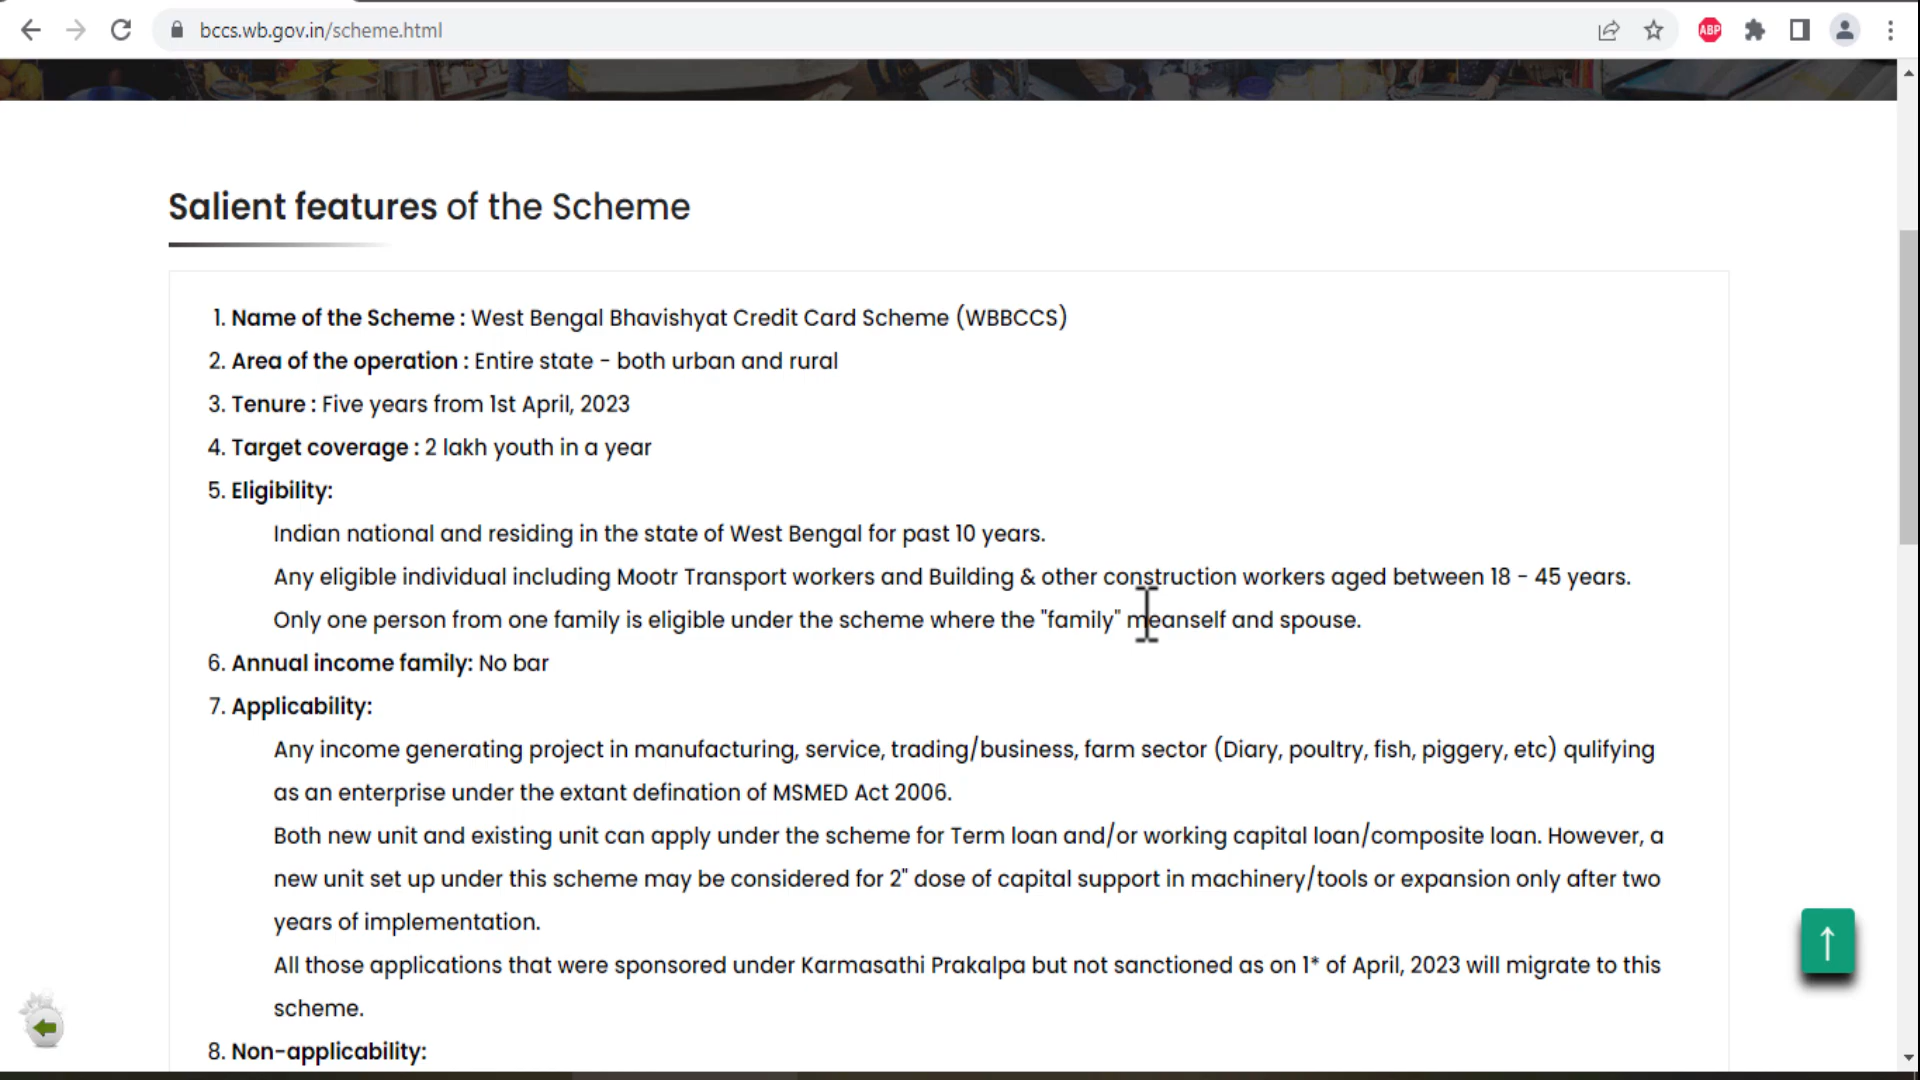 bccs.wb.gov.in/scheme.html
ABP
Salient features of the Scheme
1. Name of the Scheme : West Bengal Bhavishyat Credit Card Scheme (WBBCCS)
2. Area of the operation : Entire state - both urban and rural
3. Tenure : Five years from 1st April, 2023
4. Target coverage : 2 lakh youth in a year
5. Eligibility:
Indian national and residing in the state of West Bengal for past 10 years.
Any eligible individual including Mootr Transport workers and Building & other construction workers aged between 18 - 45 years.
Only one person from one family is eligible under the scheme where the "family" meanself and spouse.
6. Annual income family: No bar
7. Applicability:
Any income generating project in manufacturing, service, trading/business, farm sector (Diary, poultry, fish, piggery, etc) qulifying
as an enterprise under the extant defination of MSMED Act 2006.
Both new unit and existing unit can apply under the scheme for Term loan and/or working capital loan/composite loan. However, a
new unit set up under this scheme may be considered for 2" dose of capital support in machinery/tools or expansion only after two
years of implementation.
All those applications that were sponsored under Karmasathi Prakalpa but not sanctioned as on 1* of April, 2023 will migrate to this
scheme.
8. Non-applicability: